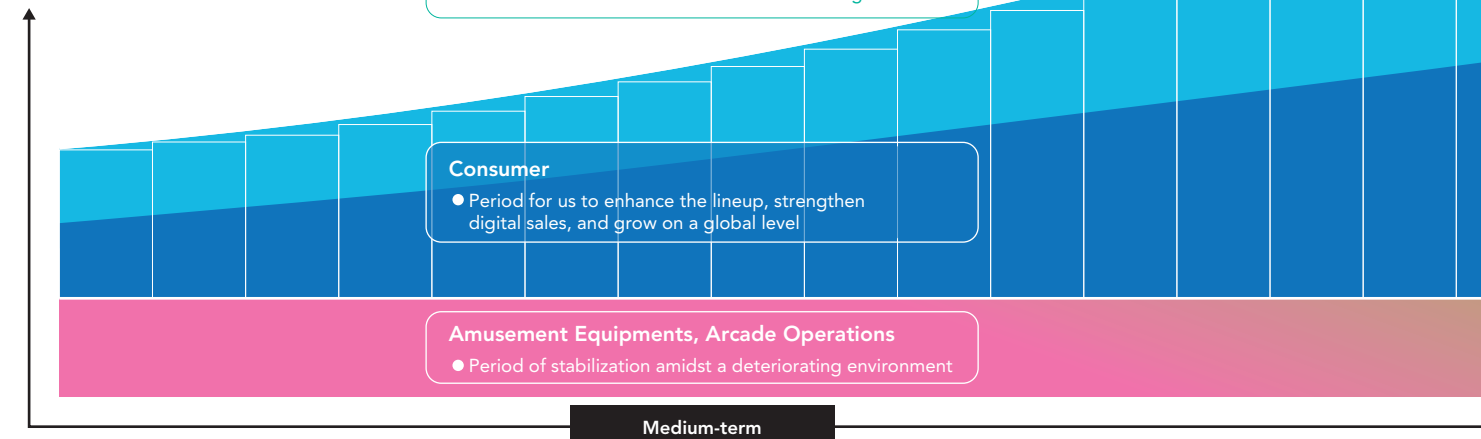 Consumer
● Period for us to enhance the lineup, strengthen
digital sales, and grow on a global level
Amusement Equipments, Arcade Operations
● Period of stabilization amidst a deteriorating environment
Medium-term